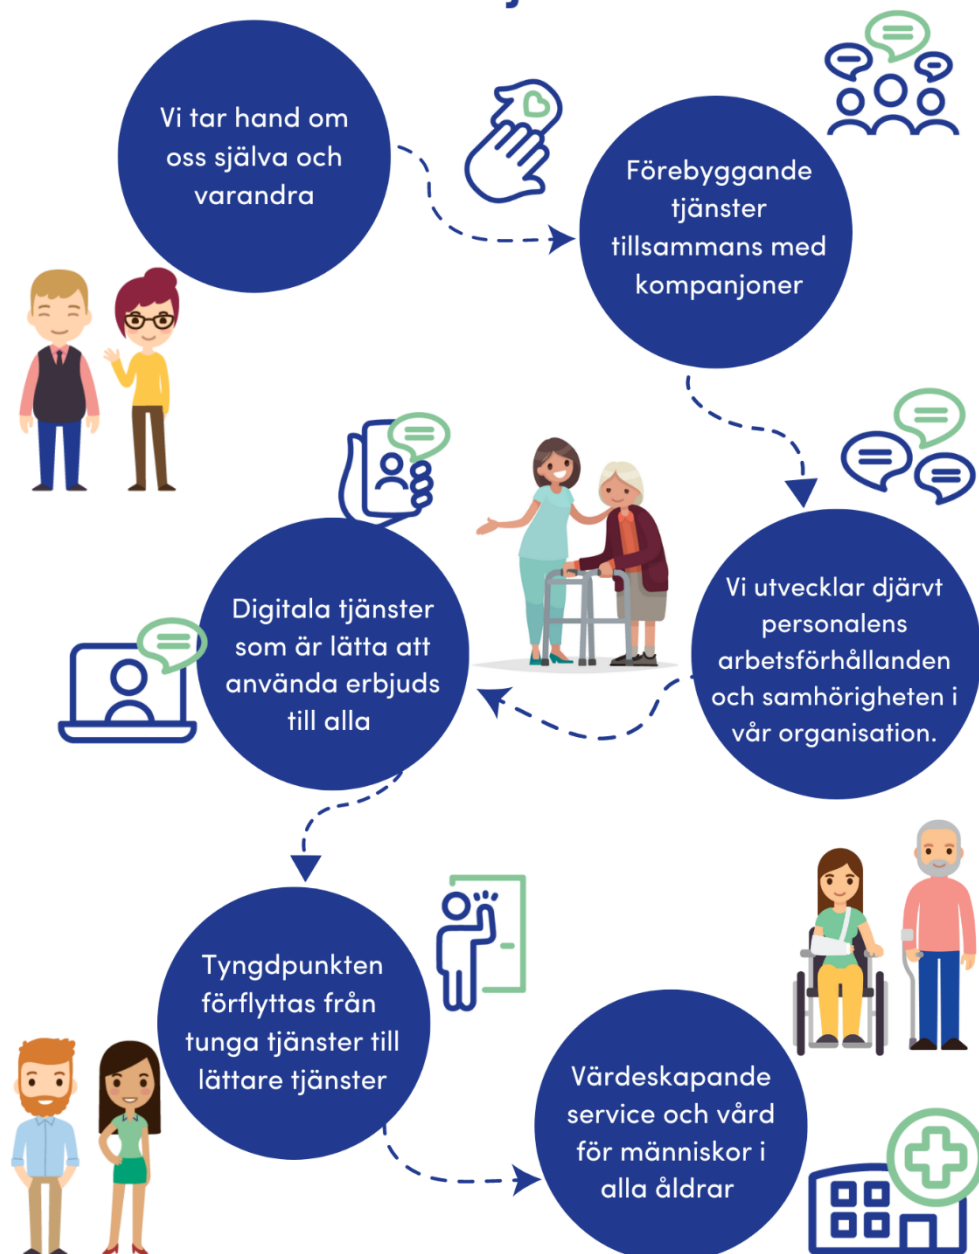 Vi tar hand om
oss själva och
varandra
Förebyggande
tjänster
tillsammans med
kompanjoner
Vi utvecklar djärvt
personalens
arbetsförhållanden
och samhörigheten i
vår organisation.
Digitala tjänster
som är lätta att
använda erbjuds
till alla
Tyngdpunkten
förflyttas från
tunga tjänster till
lättare tjänster
Värdeskapande
service och vård
för människor i
alla åldrar